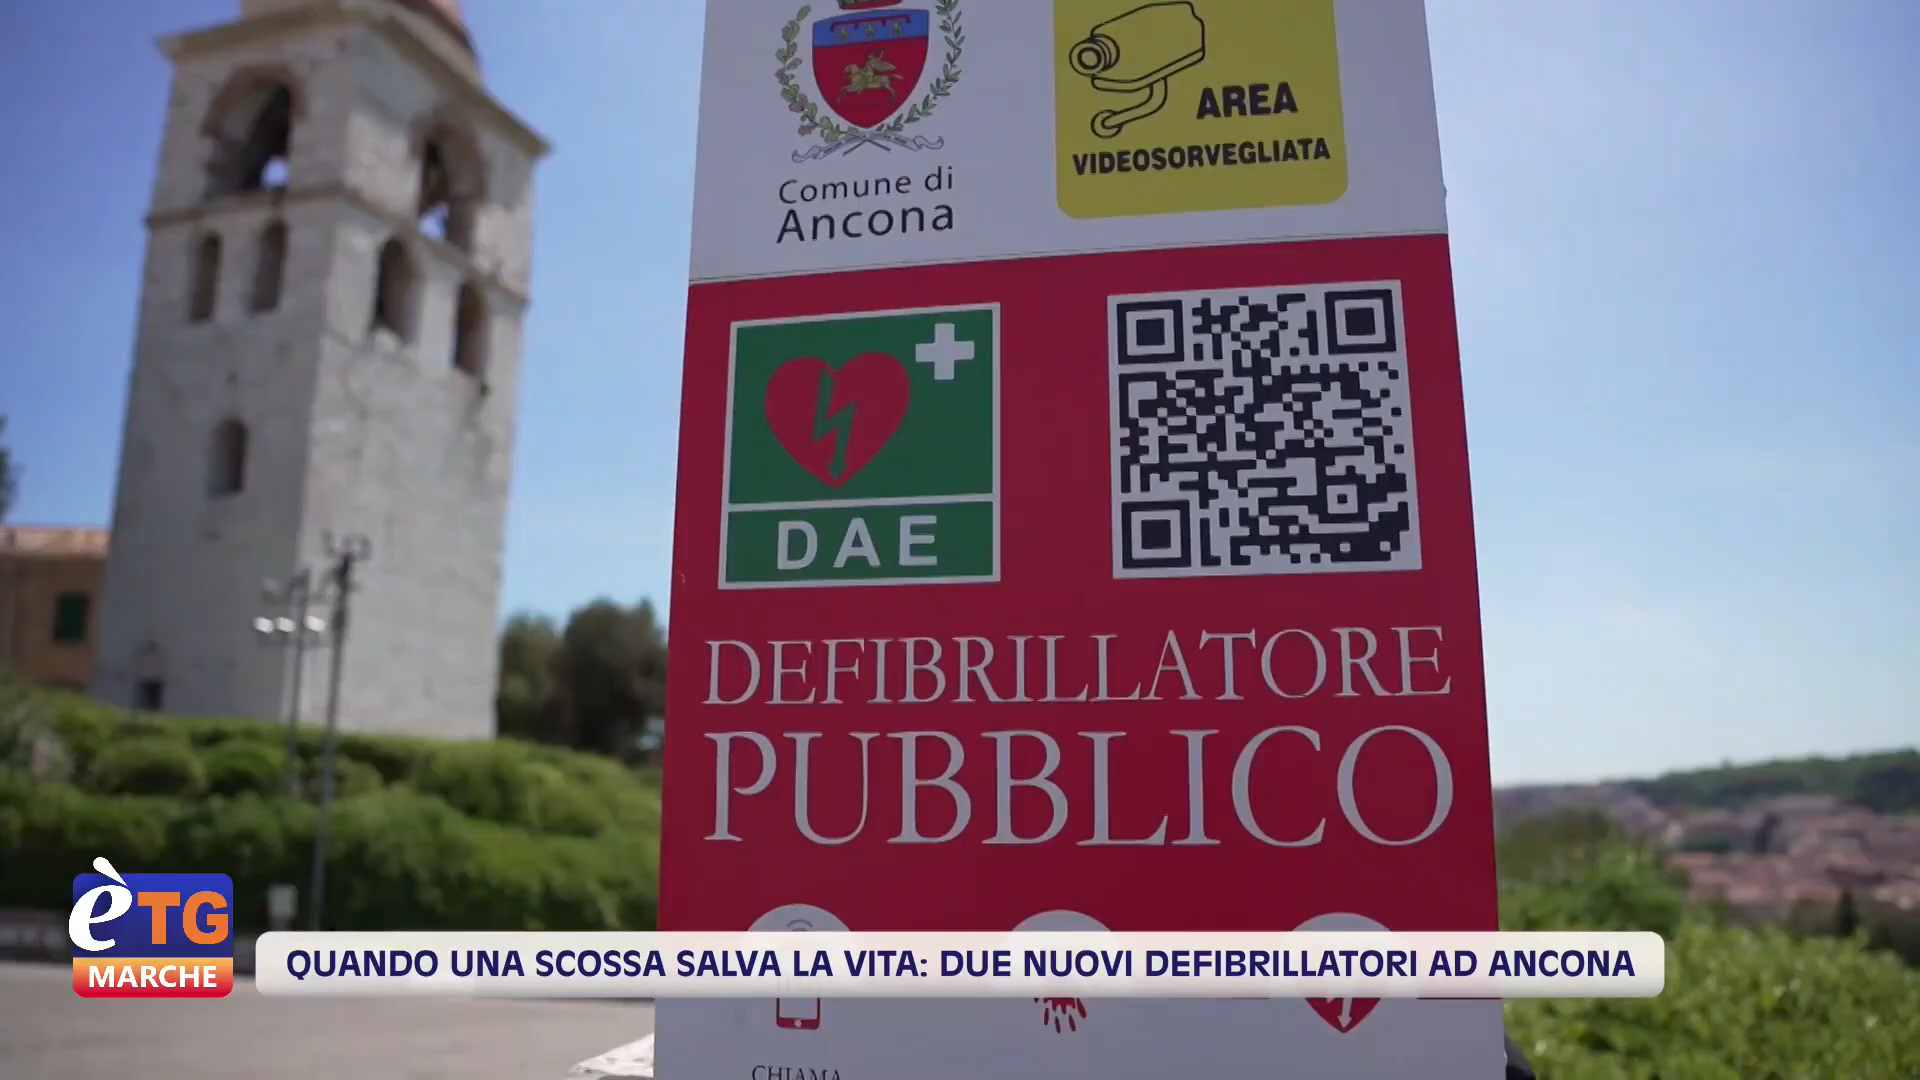 Comune di
Ancona
AREA
VIDEOSORVEGLIATA
DAE
DEFIBRILLATORE
PUBBLICO
èTG
MARCHE
QUANDO UNA SCOSSA SALVA LA VITA: DUE NUOVI DEFIBRILLATORI AD ANCONA
CHIAMA